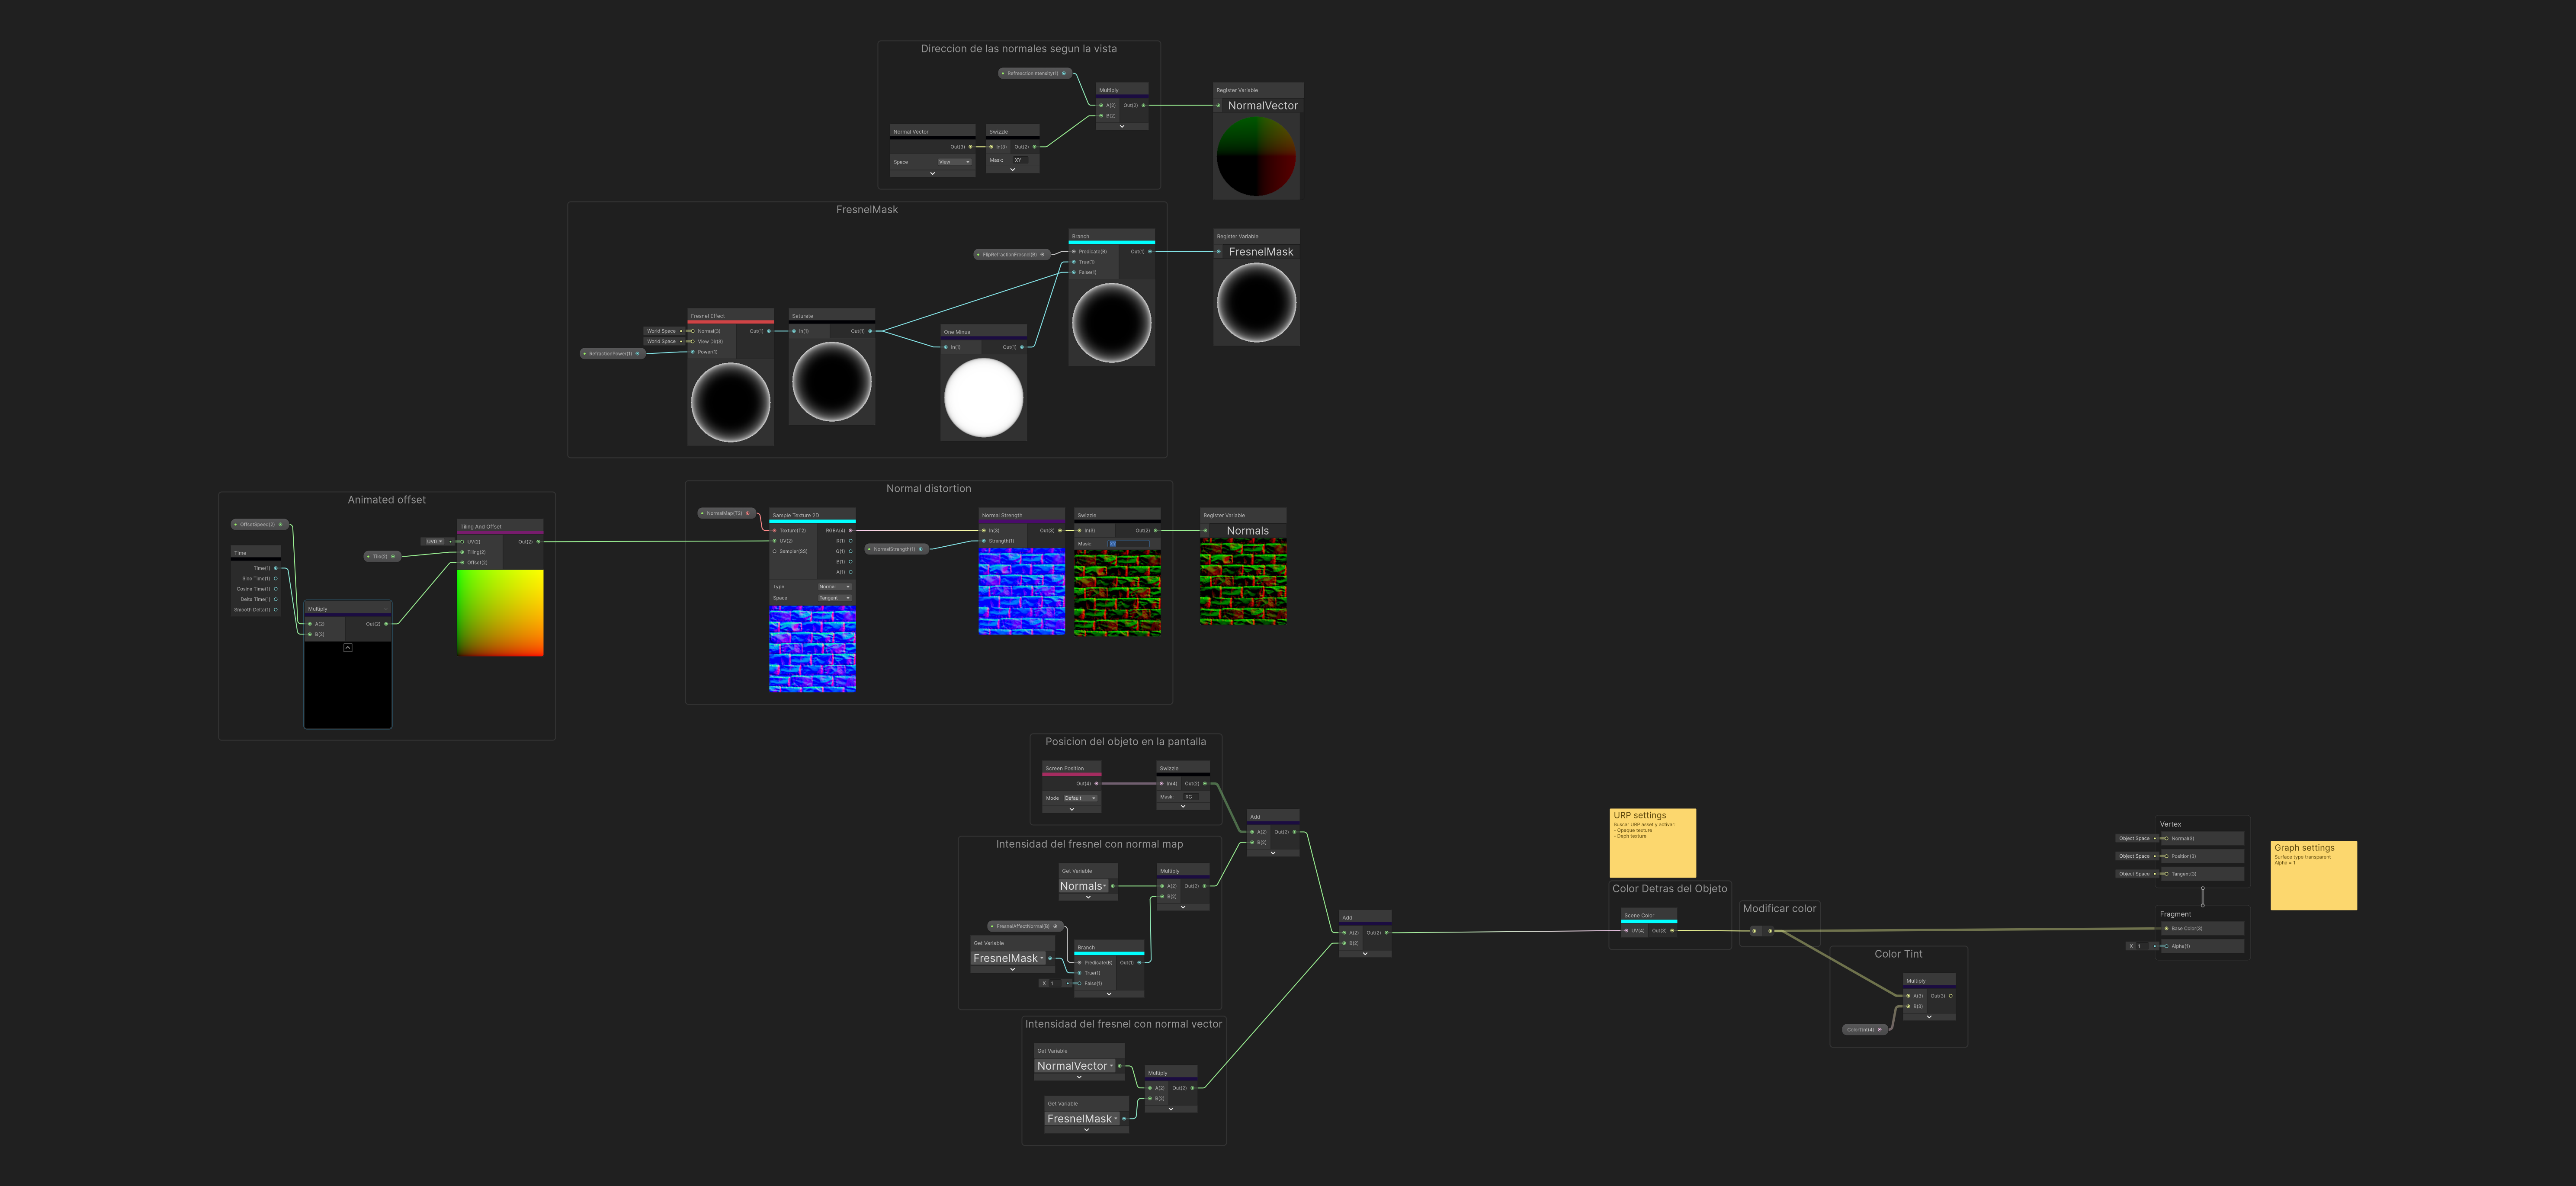 Direccion de las normales segun la vista
RefreactionIntensity(1)
Multiply
A(2) Out(2)
B(2)
Register Variable
NormalVector
Normal Vector
Out(3)
Space View
Swizzle
In(3) Out(2)
Mask: XY
FresnelMask
Branch
Predicate(B) Out(1)
True(1)
False(1)
FlipRefractionFresnel(B)
Register Variable
FresnelMask
Fresnel Effect
World Space Normal(3) Out(1)
World Space View Dir(3)
RefractionPower(1) Power(1)
Saturate
In(1) Out(1)
One Minus
In(1) Out(1)
Animated offset
OffsetSpeed(2)
Time
Time(1)
Sine Time(1)
Cosine Time(1)
Delta Time(1)
Smooth Delta(1)
Multiply
A(2) Out(2)
B(2)
Tile(2)
Tiling And Offset
UV0 UV(2) Out(2)
Tiling(2)
Offset(2)
Normal distortion
NormalMap(T2)
Sample Texture 2D
Texture(T2) RGBA(4)
UV(2) R(1)
Sampler(SS) G(1)
B(1)
A(1)
Type Normal
Space Tangent
NormalStrength(1)
Normal Strength
In(3) Out(3)
Strength(1)
Swizzle
In(3) Out(2)
Mask:
Register Variable
Normals
Posicion del objeto en la pantalla
Screen Position
Out(4)
Mode Default
Swizzle
In(4) Out(2)
Mask: RG
Add
A(2) Out(2)
B(2)
Intensidad del fresnel con normal map
Get Variable
Normals
Multiply
A(2) Out(2)
B(2)
FresnelAffectNormal(B)
Get Variable
FresnelMask
Branch
Predicate(B) Out(1)
True(1)
X 1 False(1)
Add
A(2) Out(2)
B(2)
Intensidad del fresnel con normal vector
Get Variable
NormalVector
Get Variable
FresnelMask
Multiply
A(2) Out(2)
B(2)
URP settings
Buscar URP asset y activar:
- Opaque texture
- Deph texture
Color Detras del Objeto
Scene Color
UV(4) Out(3)
Modificar color
Color Tint
Multiply
A(3) Out(3)
B(3)
ColorTint(4)
Vertex
Object Space Normal(3)
Object Space Position(3)
Object Space Tangent(3)
Fragment
Base Color(3)
X 1 Alpha(1)
Graph settings
Surface type transparent
Alpha = 1